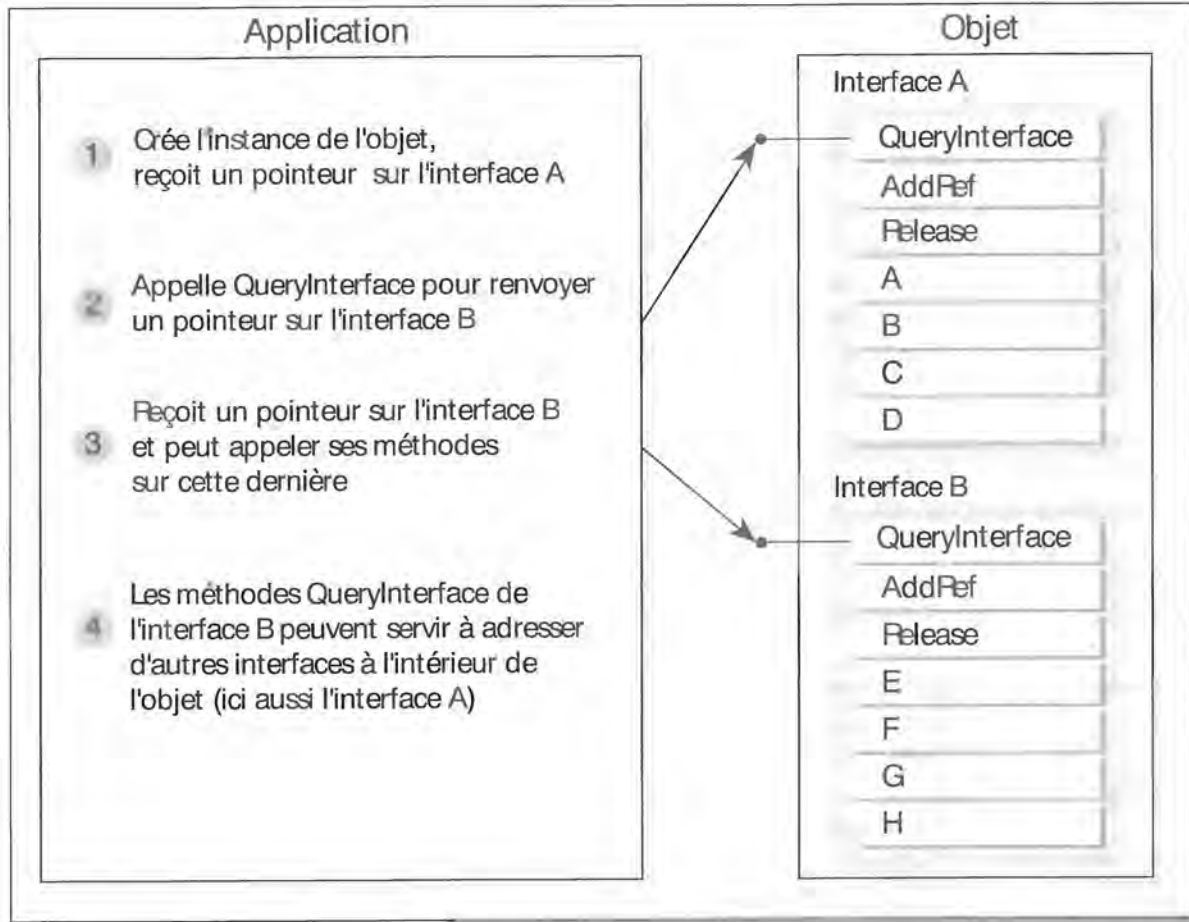 Application
1
Crée l'instance de l'objet,
reçoit un pointeur sur l'interface A
2
Appelle QueryInterface pour renvoyer
un pointeur sur l'interface B
3
Reçoit un pointeur sur l'interface B
et peut appeler ses méthodes
sur cette dernière
4
Les méthodes QueryInterface de
l'interface B peuvent servir à adresser
d'autres interfaces à l'intérieur de
l'objet (ici aussi l'interface A)
Objet
Interface A
QueryInterface
AddRef
Release
A
B
C
D
Interface B
QueryInterface
AddRef
Release
E
F
G
H